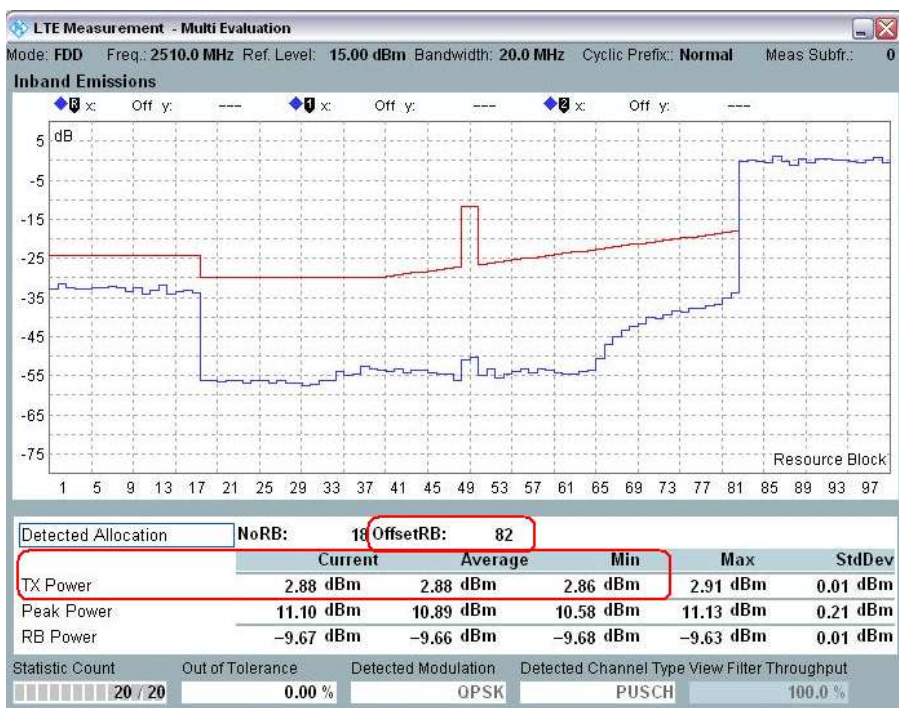 LTE Measurement - Multi Evaluation
Mode: FDD Freq.: 2510.0 MHz Ref. Level: 15.00 dBm Bandwidth: 20.0 MHz Cyclic Prefix.: Normal Meas Subfr.: 0
Inband Emissions
R x: Off y: --- 1 x: Off y: --- 2 x: Off y: ---
dB
5
-5
-15
-25
-35
-45
-55
-65
-75
Resource Block
1 5 9 13 17 21 25 29 33 37 41 45 49 53 57 61 65 69 73 77 81 85 89 93 97
Detected Allocation NoRB: 18 OffsetRB: 82
Current Average Min Max StdDev
TX Power 2.88 dBm 2.88 dBm 2.86 dBm 2.91 dBm 0.01 dBm
Peak Power 11.10 dBm 10.89 dBm 10.58 dBm 11.13 dBm 0.21 dBm
RB Power −9.67 dBm −9.66 dBm −9.68 dBm −9.63 dBm 0.01 dBm
Statistic Count Out of Tolerance Detected Modulation Detected Channel Type View Filter Throughput
20 / 20 0.00 % QPSK PUSCH 100.0 %